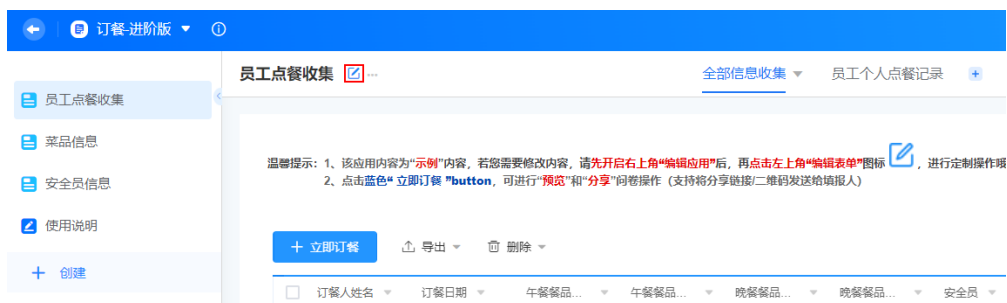 订餐-进阶版
员工点餐收集
菜品信息
安全员信息
使用说明
创建
员工点餐收集 ...
全部信息收集 员工个人点餐记录
温馨提示：1、该应用内容为“示例”内容，若您需要修改内容，请先开启右上角“编辑应用”后，再点击左上角“编辑表单”图标 ，进行定制操作哦
2、点击蓝色“ 立即订餐 ”button，可进行“预览”和“分享”问卷操作（支持将分享链接/二维码发送给填报人）
立即订餐 导出 删除
订餐人姓名 订餐日期 午餐餐品... 午餐餐品... 晚餐餐品... 晚餐餐品... 安全员